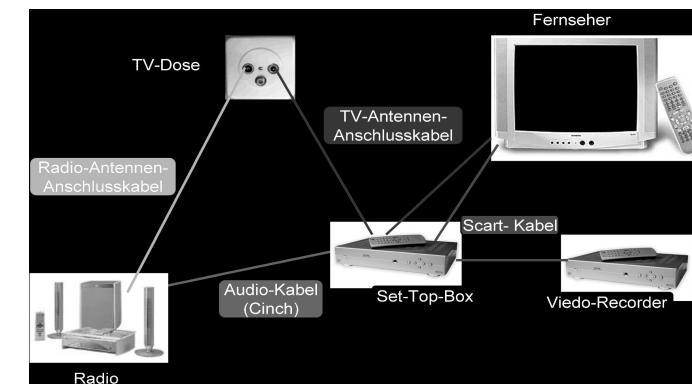 Fernseher
TV-Dose
TV-Antennen-
Anschlusskabel
Radio-Antennen-
Anschlusskabel
Scart- Kabel
Audio-Kabel
(Cinch)
Set-Top-Box
Viedo-Recorder
Radio